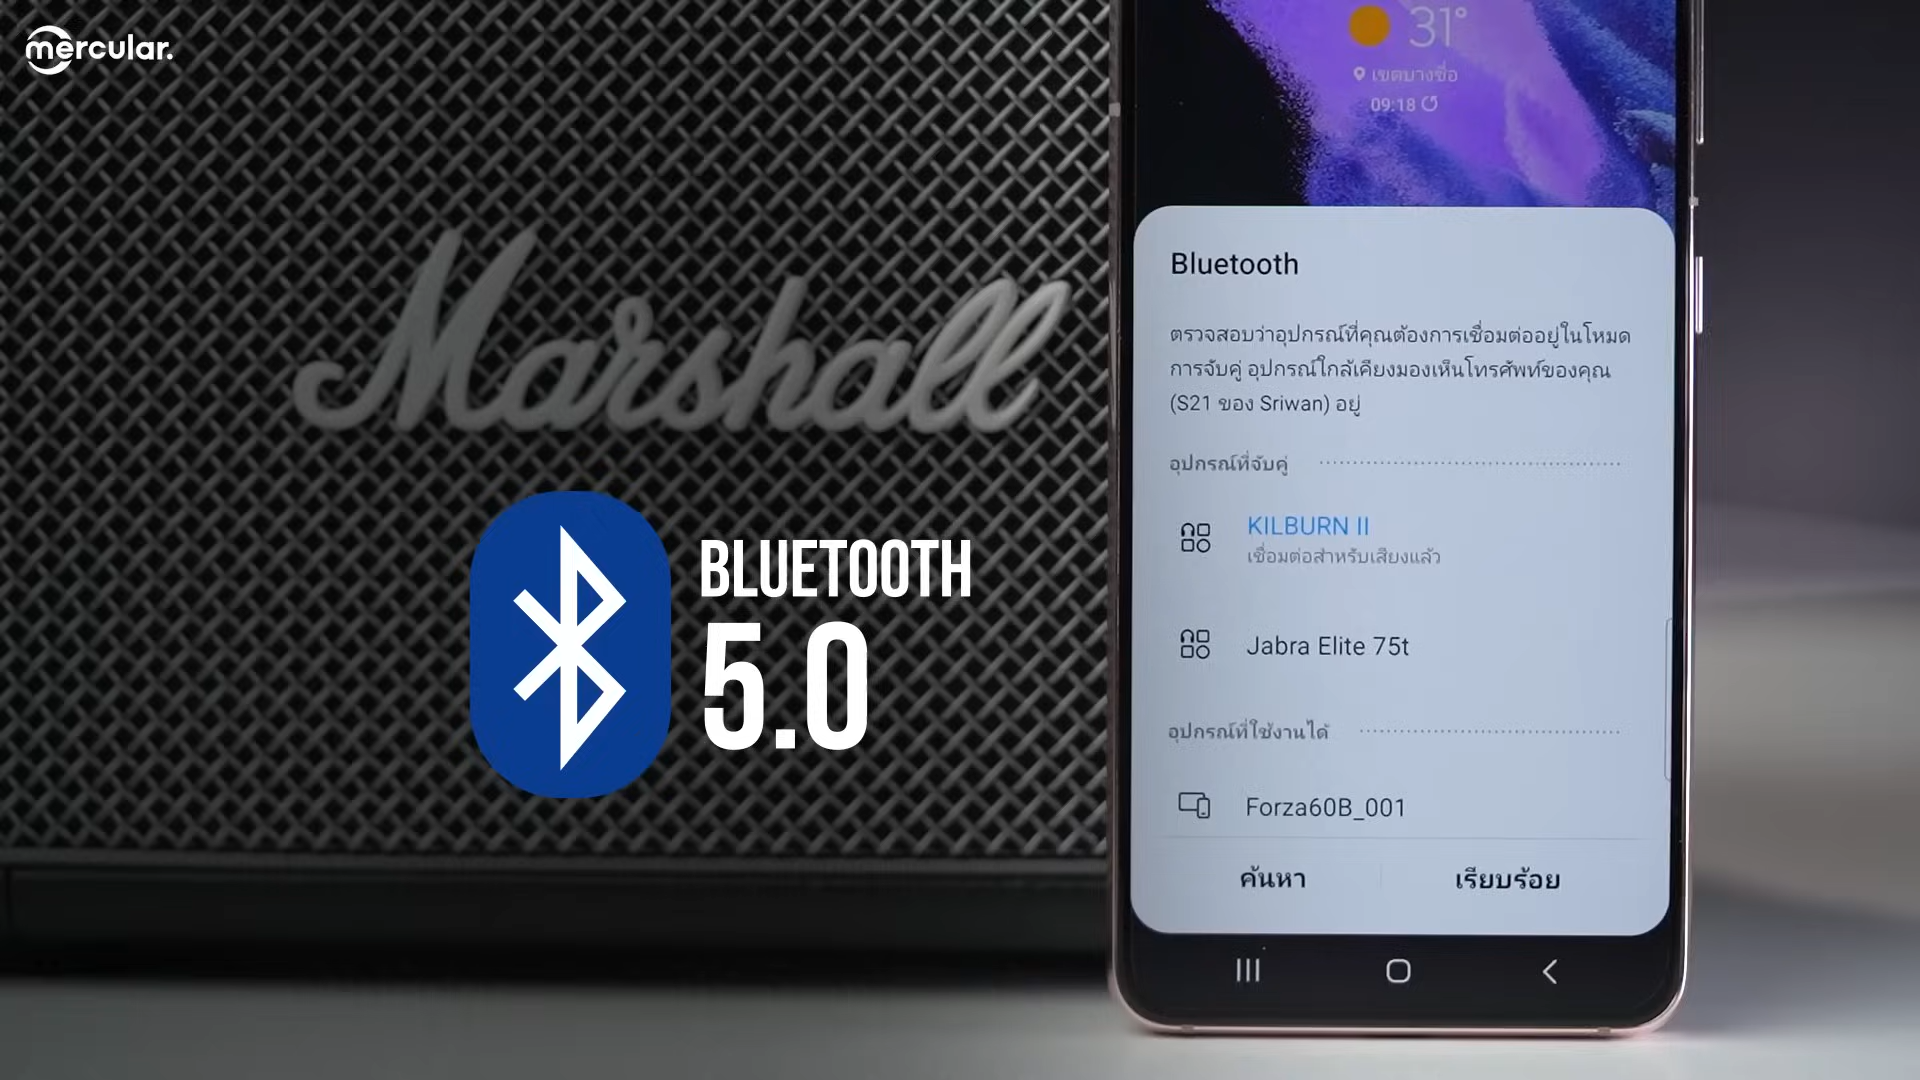 mercular.
Marshall
BLUETOOTH
5.0
31°
เขตบางซื่อ
09:18
Bluetooth
ตรวจสอบว่าอุปกรณ์ที่คุณต้องการเชื่อมต่ออยู่ในโหมด
การจับคู่ อุปกรณ์ใกล้เคียงมองเห็นโทรศัพท์ของคุณ
(S21 ของ Sriwan) อยู่
อุปกรณ์ที่จับคู่
KILBURN II
เชื่อมต่อสำหรับเสียงแล้ว
Jabra Elite 75t
อุปกรณ์ที่ใช้งานได้
Forza60B_001
ค้นหา
เรียบร้อย